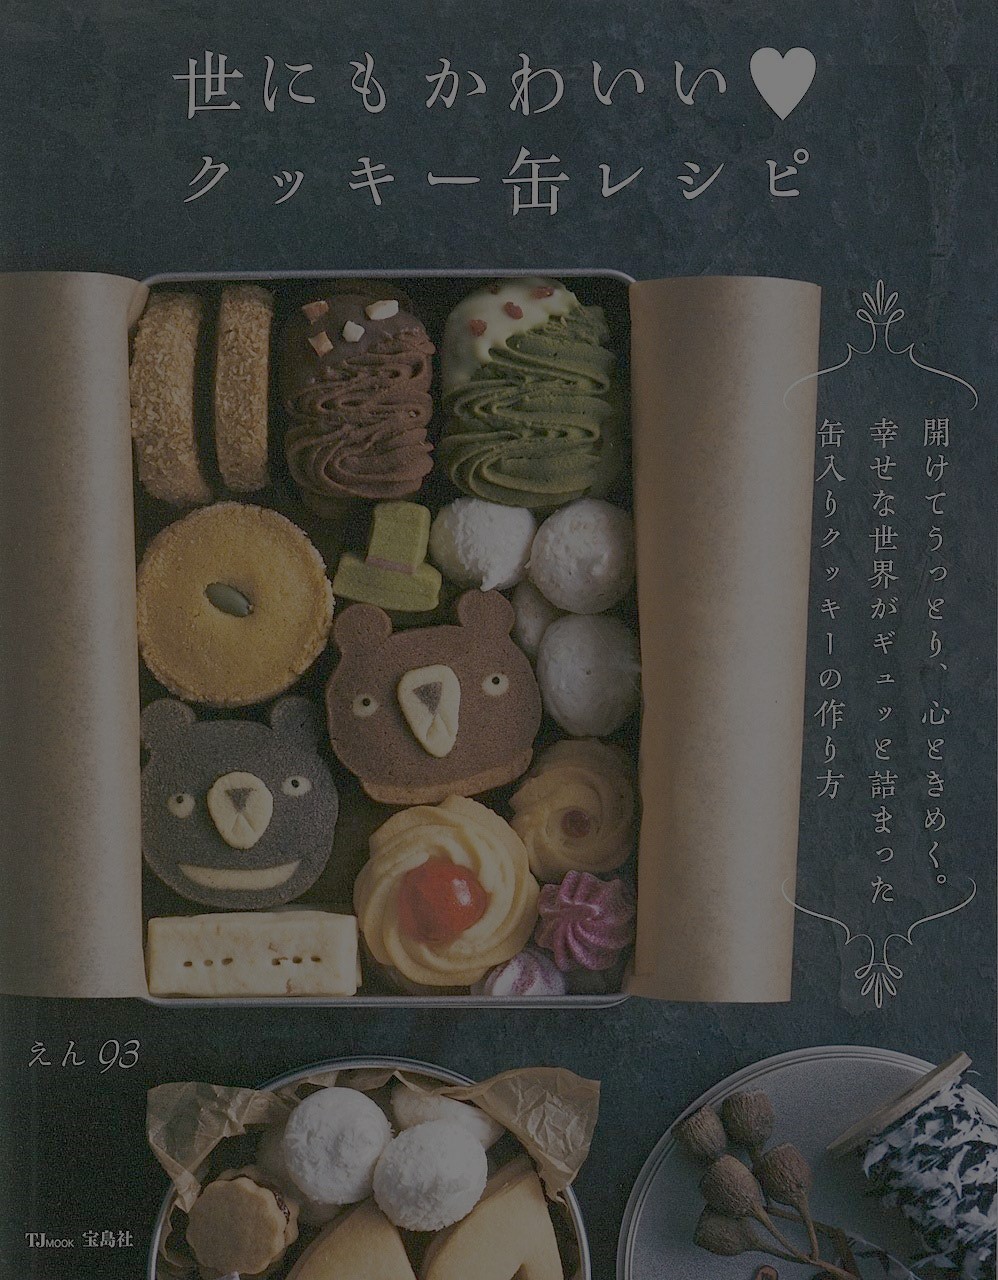 世にもかわいい♥
クッキー缶レシピ
開けてうっとり、心ときめく。
幸せな世界がギュッと詰まった
缶入りクッキーの作り方
えん93
TJ MOOK 宝島社